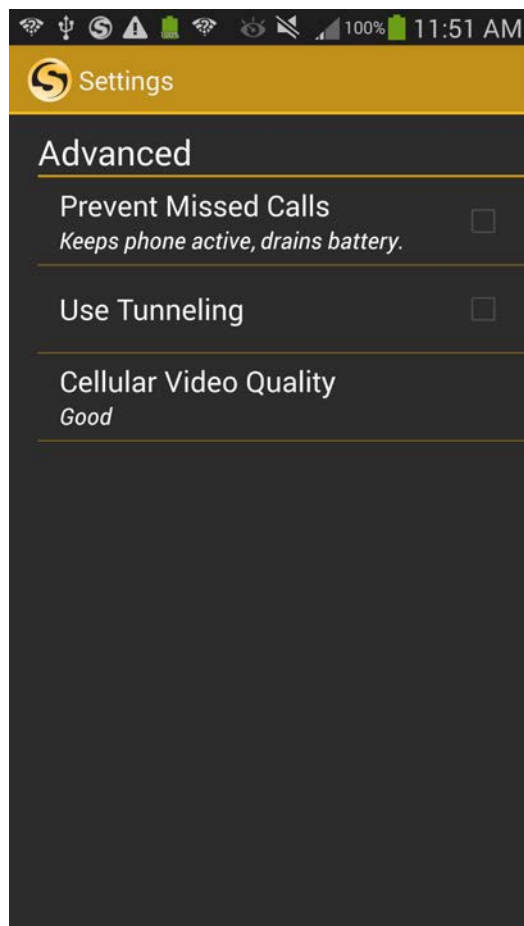 100% 11:51 AM
Settings
Advanced
Prevent Missed Calls
Keeps phone active, drains battery.
Use Tunneling
Cellular Video Quality
Good